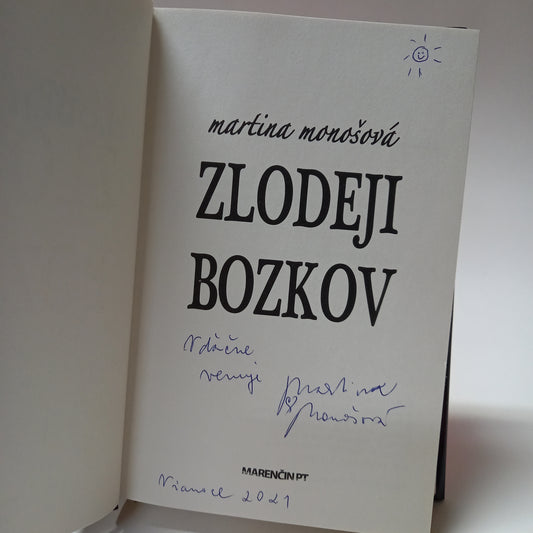 martina monošová
ZLODEJI
BOZKOV
Vďačne
venuje Martina
Monošová
MARENČIN PT
Vianoce 2021